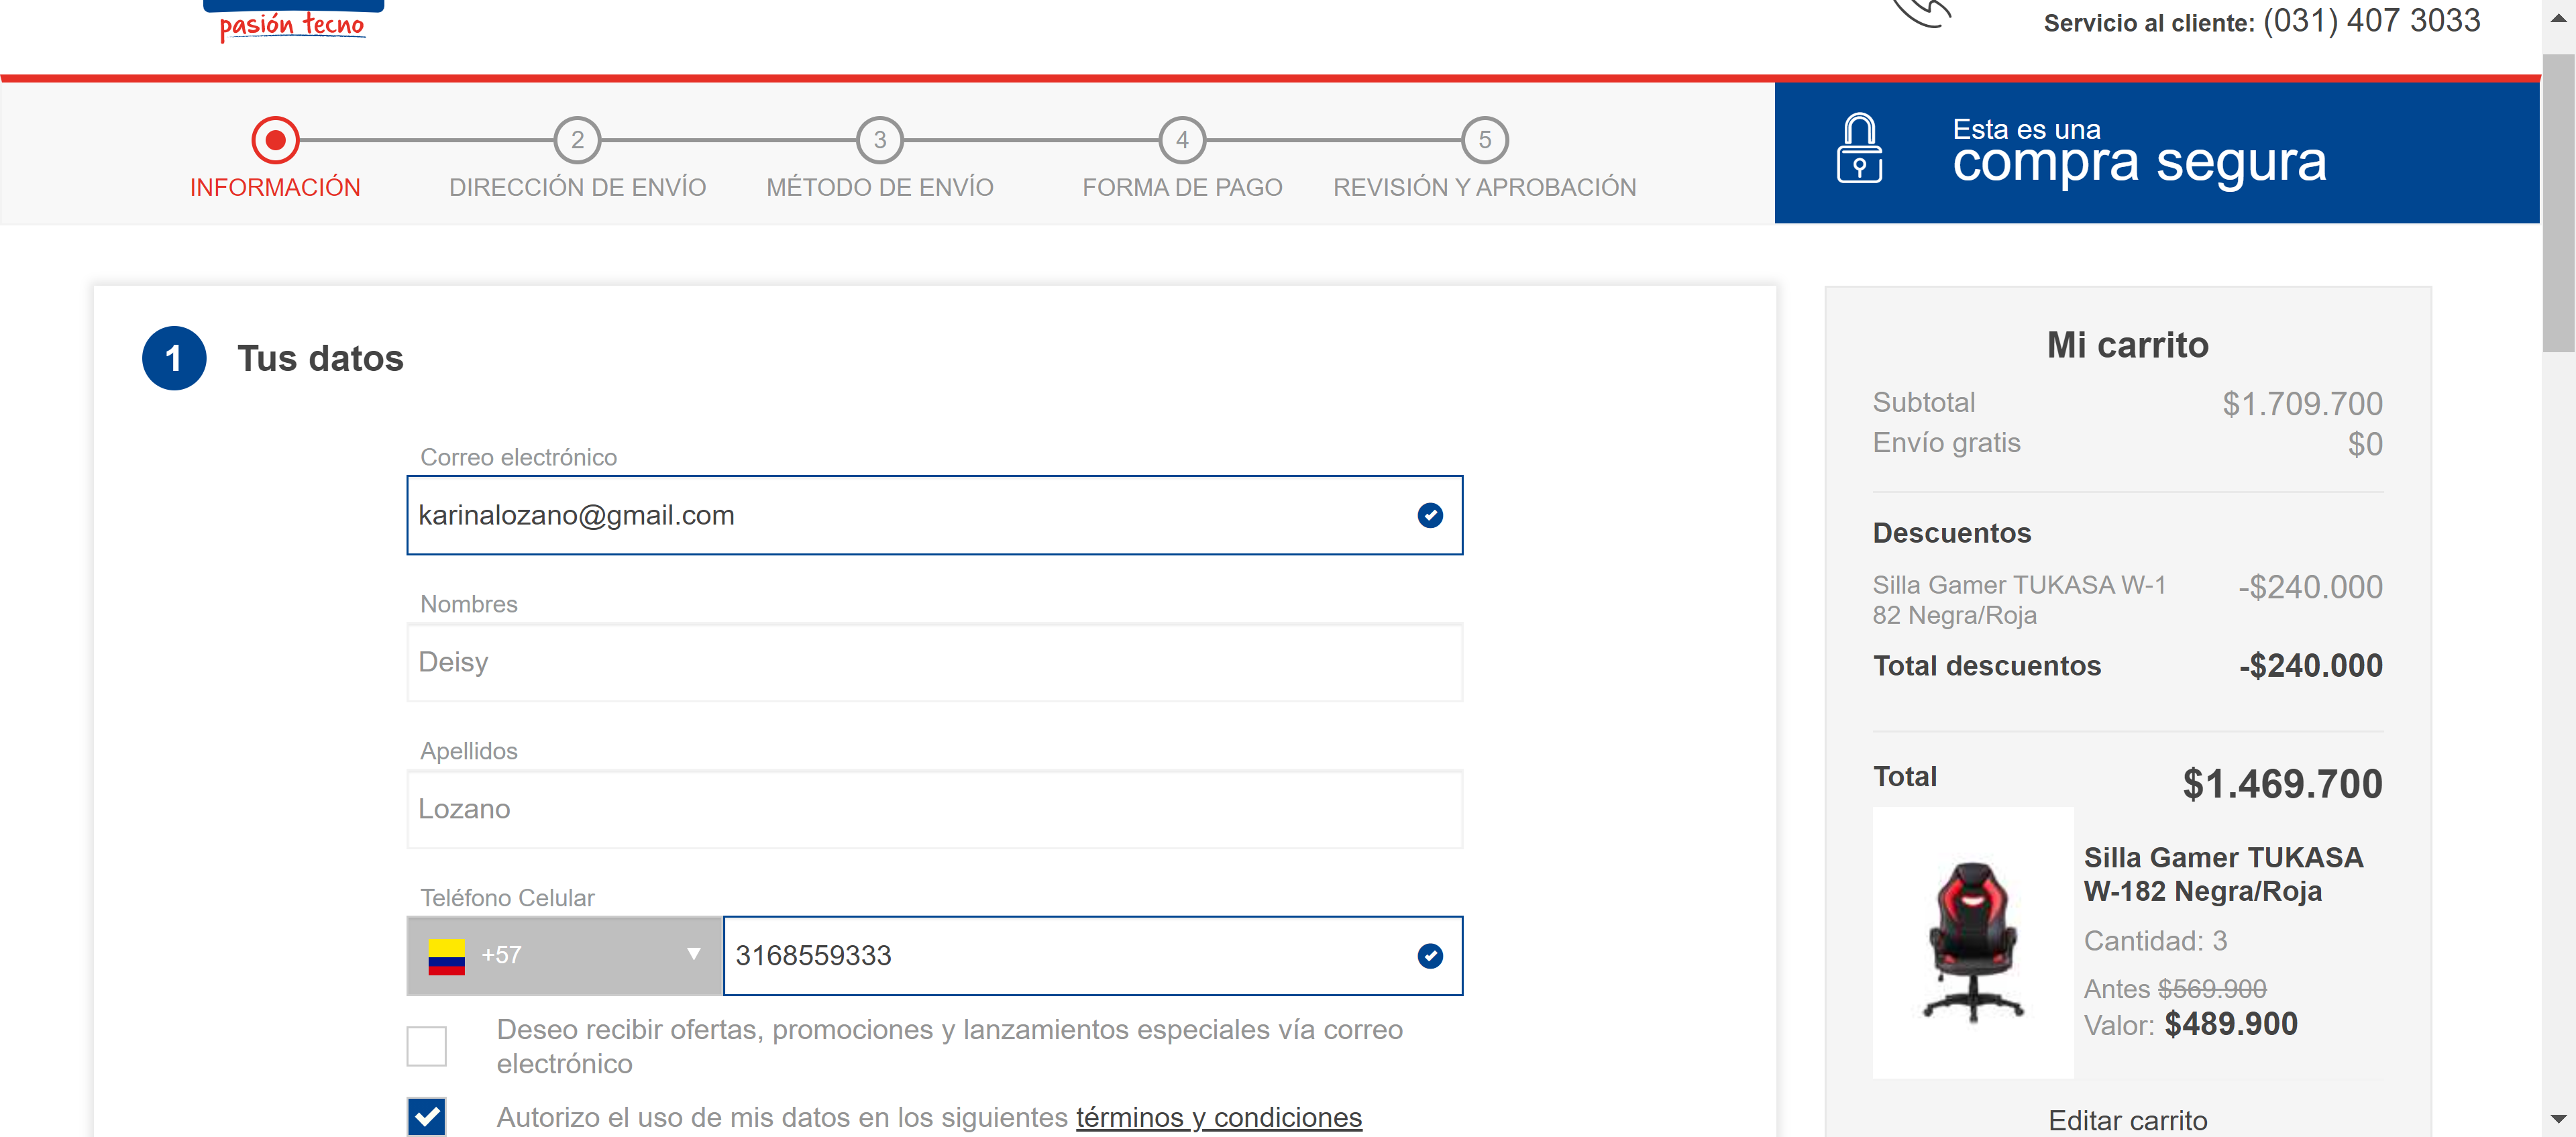 pasión tecno
Servicio al cliente: (031) 407 3033
2
3
4
5
INFORMACIÓN
DIRECCIÓN DE ENVÍO
MÉTODO DE ENVÍO
FORMA DE PAGO
REVISIÓN Y APROBACIÓN
Esta es una
compra segura
1 Tus datos
Correo electrónico
karinalozano@gmail.com
Nombres
Deisy
Apellidos
Lozano
Teléfono Celular
+57 3168559333
Deseo recibir ofertas, promociones y lanzamientos especiales vía correo
electrónico
Autorizo el uso de mis datos en los siguientes términos y condiciones
Mi carrito
Subtotal $1.709.700
Envío gratis $0
Descuentos
Silla Gamer TUKASA W-1 -$240.000
82 Negra/Roja
Total descuentos -$240.000
Total $1.469.700
Silla Gamer TUKASA
W-182 Negra/Roja
Cantidad: 3
Antes $569.900
Valor: $489.900
Editar carrito